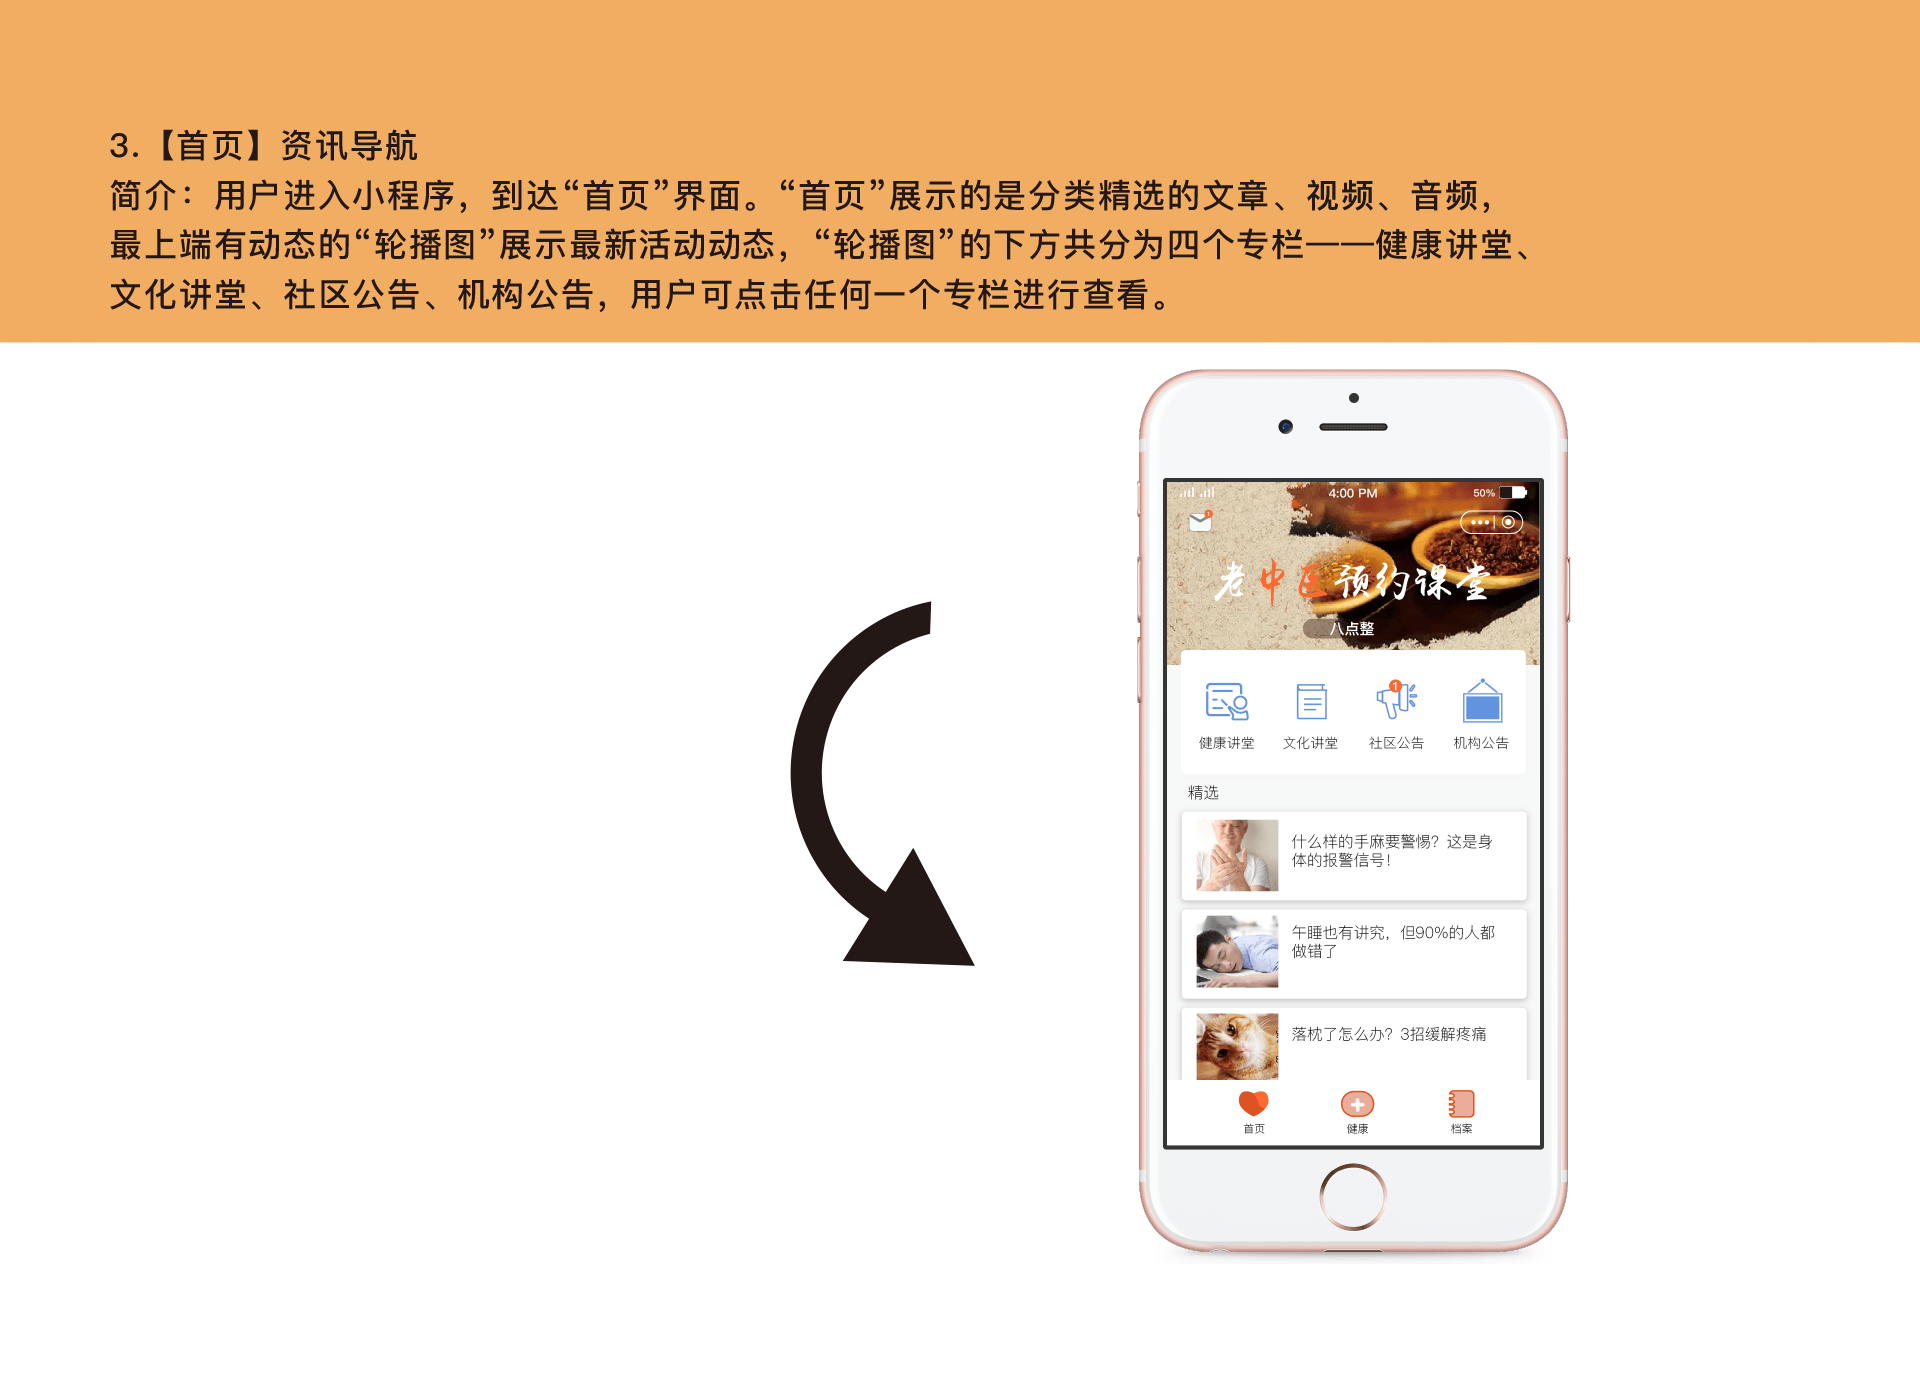 3.【首页】资讯导航
简介：用户进入小程序，到达“首页”界面。“首页”展示的是分类精选的文章、视频、音频，
最上端有动态的“轮播图”展示最新活动动态，“轮播图”的下方共分为四个专栏——健康讲堂、
文化讲堂、社区公告、机构公告，用户可点击任何一个专栏进行查看。
4:00 PM
50%
1
老中医预约课堂
八点整
1
健康讲堂 文化讲堂 社区公告 机构公告
精选
什么样的手麻要警惕？这是身
体的报警信号！
午睡也有讲究，但90%的人都
做错了
落枕了怎么办？3招缓解疼痛
首页 健康 档案